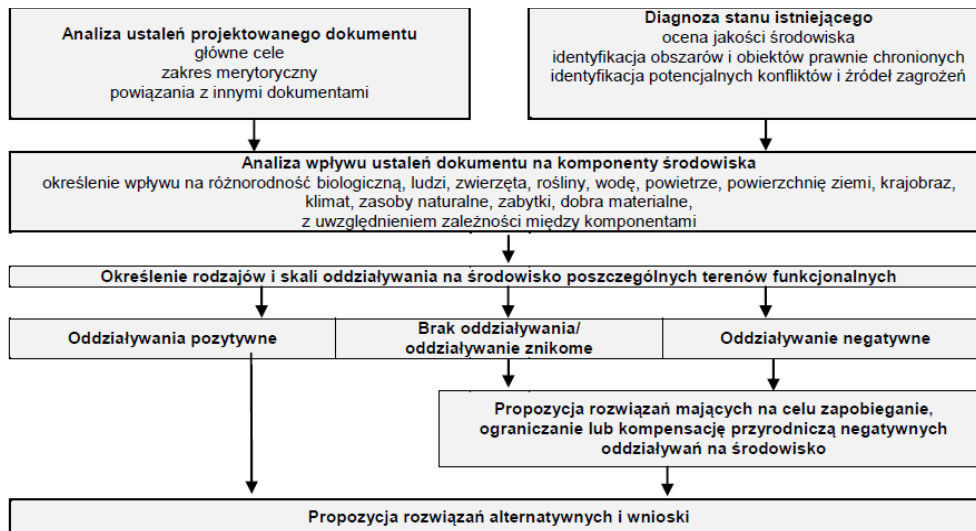 Analiza ustaleń projektowanego dokumentu
główne cele
zakres merytoryczny
powiązania z innymi dokumentami
Diagnoza stanu istniejącego
ocena jakości środowiska
identyfikacja obszarów i obiektów prawnie chronionych
identyfikacja potencjalnych konfliktów i źródeł zagrożeń
Analiza wpływu ustaleń dokumentu na komponenty środowiska
określenie wpływu na różnorodność biologiczną, ludzi, zwierzęta, rośliny, wodę, powietrze, powierzchnię ziemi, krajobraz,
klimat, zasoby naturalne, zabytki, dobra materialne,
z uwzględnieniem zależności między komponentami
Określenie rodzajów i skali oddziaływania na środowisko poszczególnych terenów funkcjonalnych
Oddziaływania pozytywne
Brak oddziaływania/
oddziaływanie znikome
Oddziaływanie negatywne
Propozycja rozwiązań mających na celu zapobieganie,
ograniczanie lub kompensację przyrodniczą negatywnych
oddziaływań na środowisko
Propozycja rozwiązań alternatywnych i wnioski